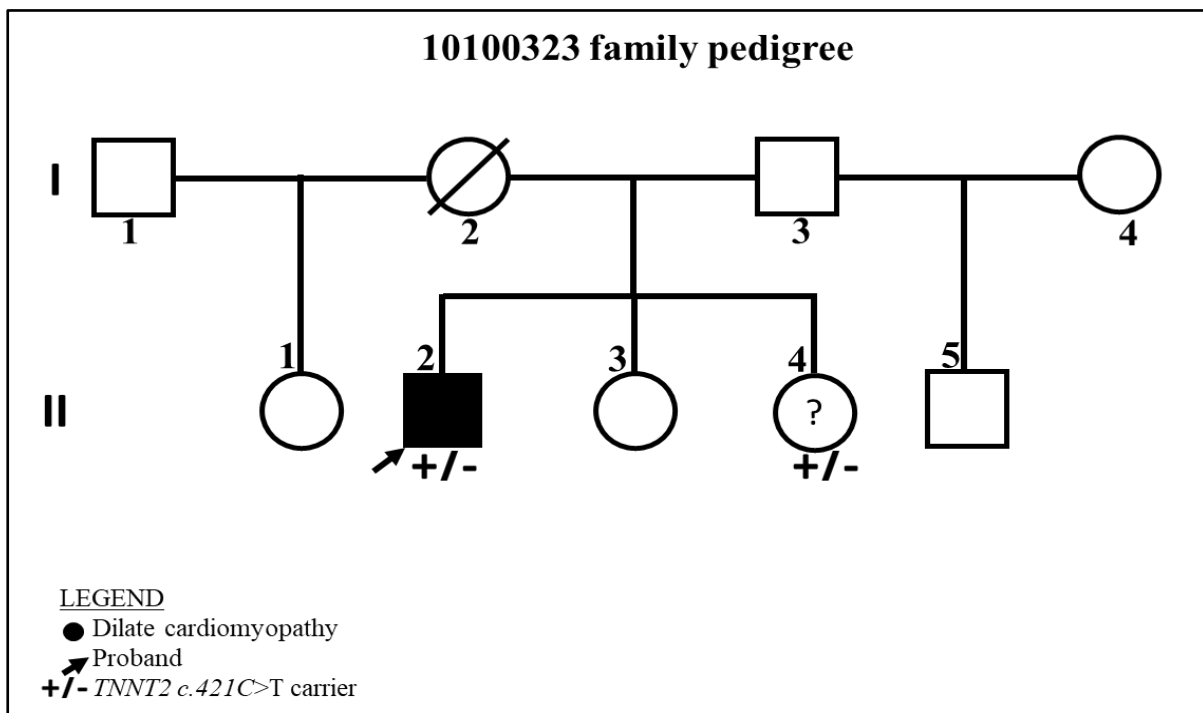 10100323 family pedigree
I
1 2 3 4
1 2 3 4 5
II
?
+/- +/-
LEGEND
Dilate cardiomyopathy
Proband
+/- TNNT2 c.421C>T carrier